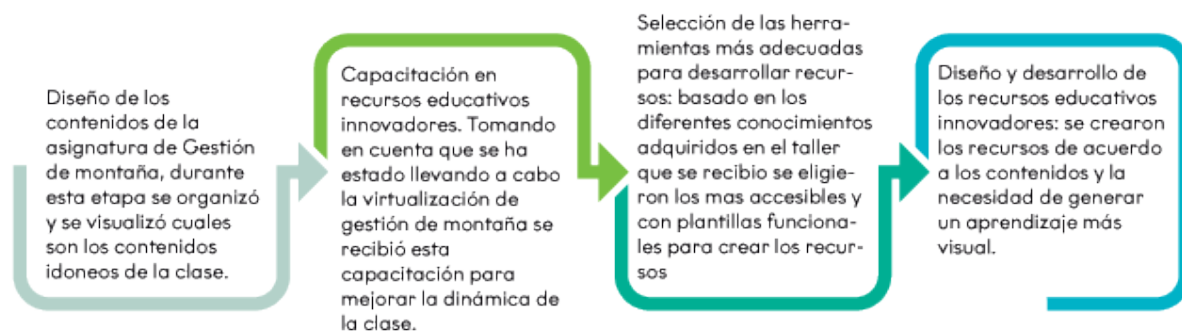 Diseño de los
contenidos de la
asignatura de Gestión
de montaña, durante
esta etapa se organizó
y se visualizó cuales
son los contenidos
idoneos de la clase.
Capacitación en
recursos educativos
innovadores. Tomando
en cuenta que se ha
estado llevando a cabo
la virtualización de
gestión de montaña se
recibió esta
capacitación para
mejorar la dinámica de
la clase.
Selección de las herra-
mientas más adecuadas
para desarrollar recur-
sos: basado en los
diferentes conocimientos
adquiridos en el taller
que se recibio se eligie-
ron los mas accesibles y
con plantillas funciona-
les para crear los recur-
sos
Diseño y desarrollo de
los recursos educativos
innovadores: se crearon
los recursos de acuerdo
a los contenidos y la
necesidad de generar
un aprendizaje más
visual.